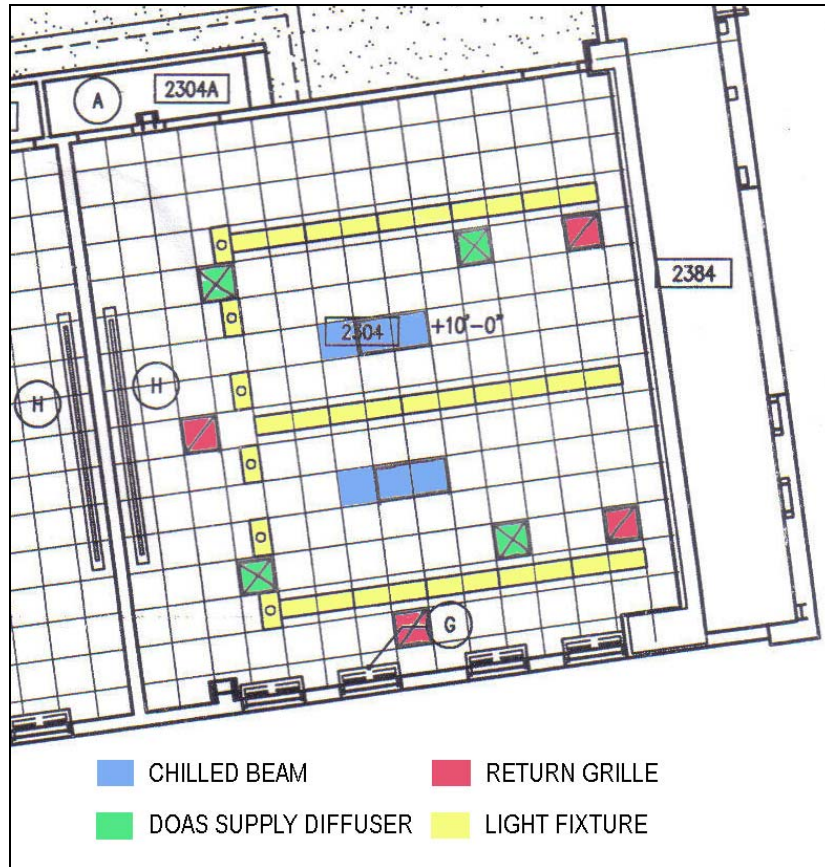 A
2304A
2384
2304
+10'-0"
H
H
G
CHILLED BEAM
RETURN GRILLE
DOAS SUPPLY DIFFUSER
LIGHT FIXTURE